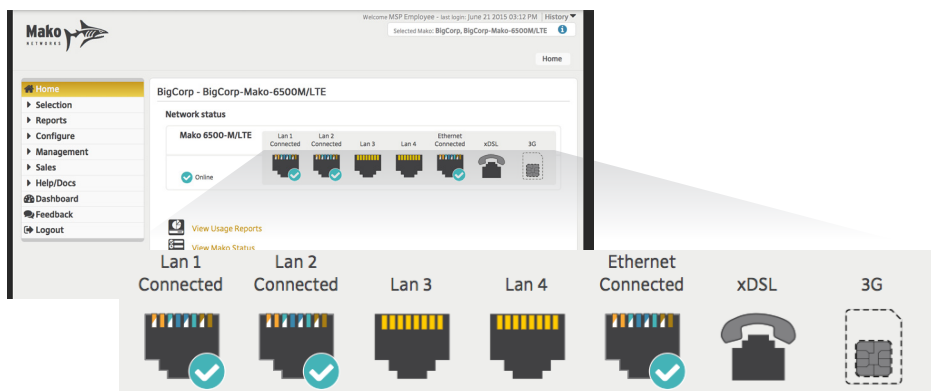 Welcome MSP Employee - last login: June 21 2015 03:12 PM | History
Selected Mako: BigCorp, BigCorp-Mako-6500M/LTE
Mako
NETWORKS
Home
Home
Selection
Reports
Configure
Management
Sales
Help/Docs
Dashboard
Feedback
Logout
BigCorp - BigCorp-Mako-6500M/LTE
Network status
Mako 6500-M/LTE
Online
Lan 1 Connected
Lan 2 Connected
Lan 3
Lan 4
Ethernet Connected
xDSL
3G
View Usage Reports
View Mako Status
Lan 1
Connected
Lan 2
Connected
Lan 3
Lan 4
Ethernet
Connected
xDSL
3G